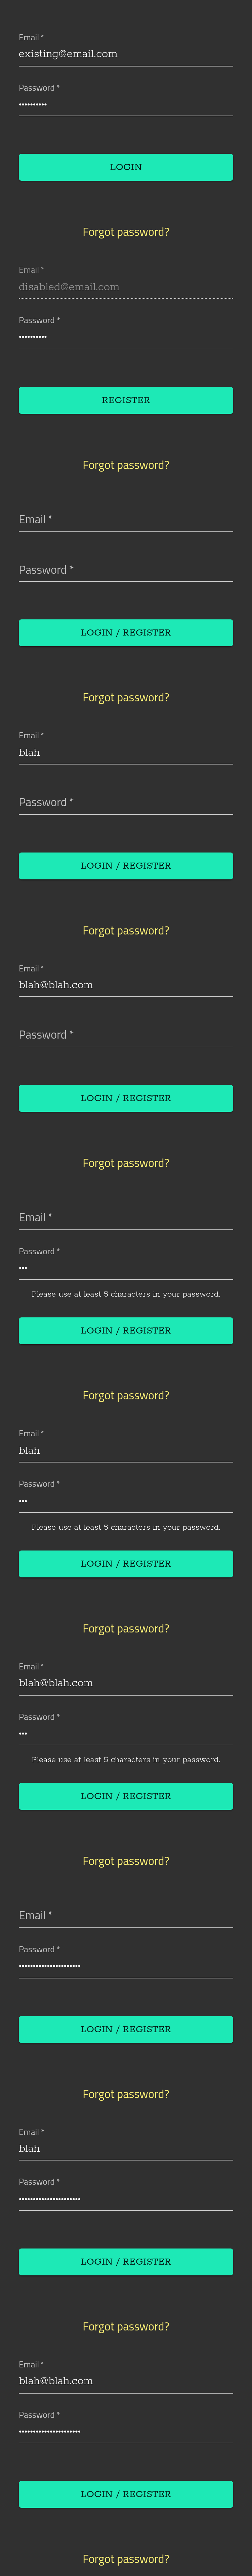 Email *
existing@email.com
Password *
••••••••••
LOGIN
Forgot password?
Email *
disabled@email.com
Password *
••••••••••
REGISTER
Forgot password?
Email *
Password *
LOGIN / REGISTER
Forgot password?
Email *
blah
Password *
LOGIN / REGISTER
Forgot password?
Email *
blah@blah.com
Password *
LOGIN / REGISTER
Forgot password?
Email *
Password *
•••
Please use at least 5 characters in your password.
LOGIN / REGISTER
Forgot password?
Email *
blah
Password *
•••
Please use at least 5 characters in your password.
LOGIN / REGISTER
Forgot password?
Email *
blah@blah.com
Password *
•••
Please use at least 5 characters in your password.
LOGIN / REGISTER
Forgot password?
Email *
Password *
••••••••••••••••••••••
LOGIN / REGISTER
Forgot password?
Email *
blah
Password *
••••••••••••••••••••••
LOGIN / REGISTER
Forgot password?
Email *
blah@blah.com
Password *
••••••••••••••••••••••
LOGIN / REGISTER
Forgot password?